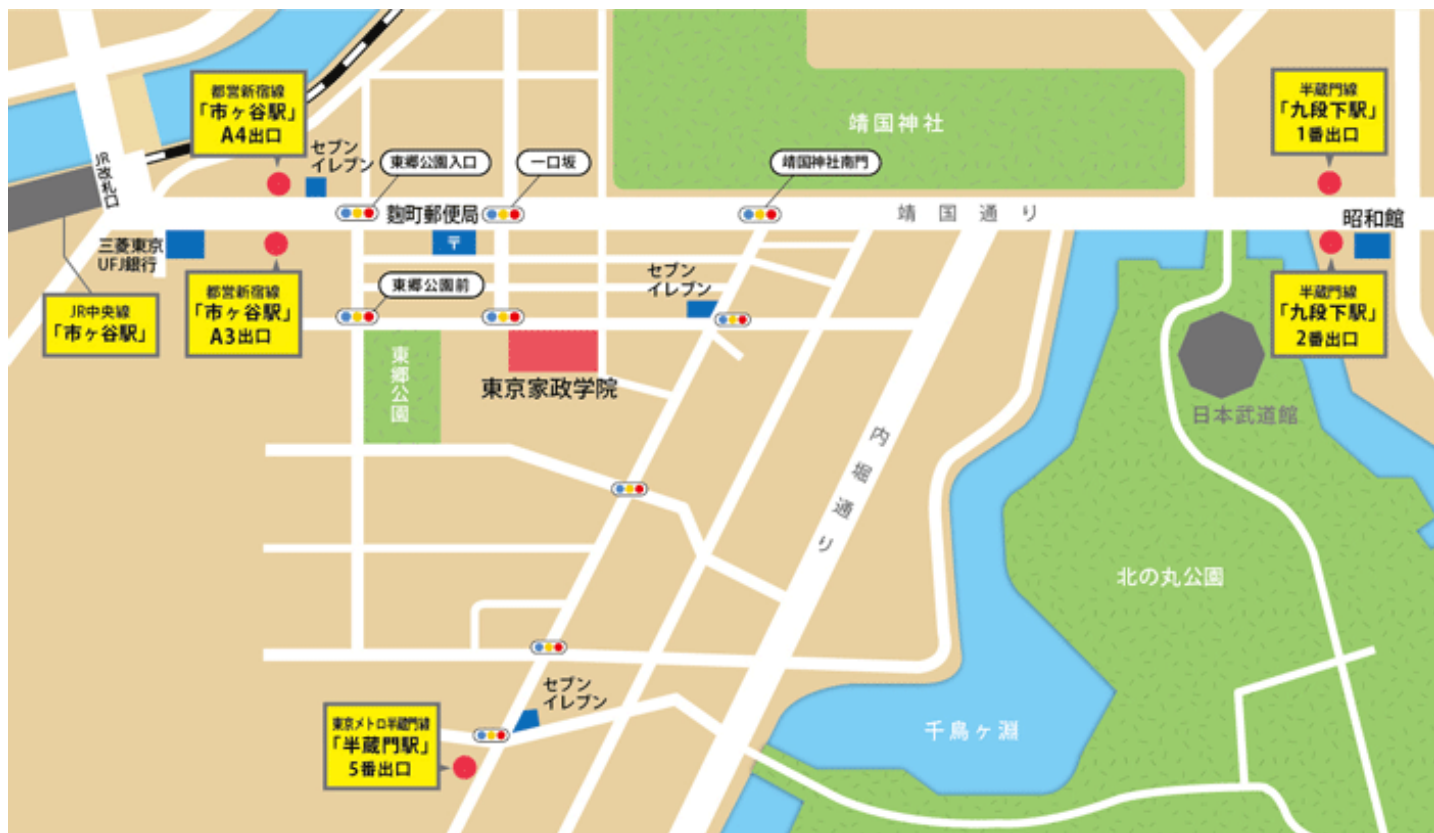 都営新宿線
「市ヶ谷駅」
A4出口
セブン
イレブン
東郷公園入口
一口坂
靖国神社
靖国神社南門
半蔵門線
「九段下駅」
1番出口
JR改札口
麴町郵便局
靖国通り
昭和館
三菱東京
UFJ銀行
〒
JR中央線
「市ヶ谷駅」
都営新宿線
「市ヶ谷駅」
A3出口
東郷公園前
セブン
イレブン
半蔵門線
「九段下駅」
2番出口
東郷公園
東京家政学院
日本武道館
内堀通り
北の丸公園
セブン
イレブン
東京メトロ半蔵門線
「半蔵門駅」
5番出口
千鳥ヶ淵